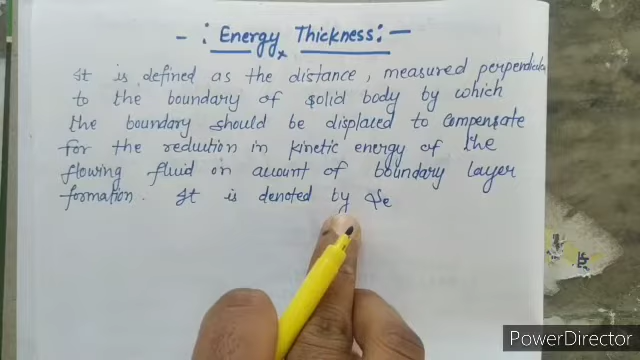 - : Energy Thickness: -
It is defined as the distance, measured perpendicular
to the boundary of solid body by which
the boundary should be displaced to compensate
for the reduction in kinetic energy of the
flowing fluid on account of boundary layer
formation. It is denoted by δe
PowerDirector